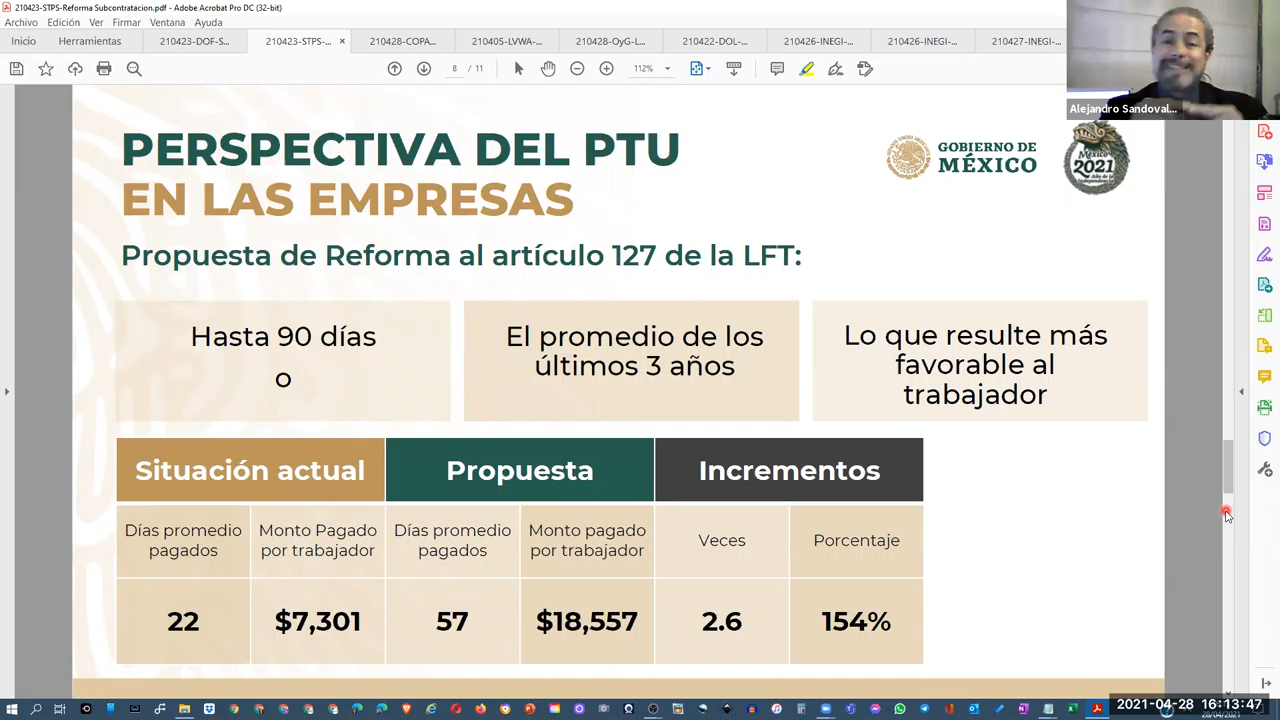 210423-STPS-Reforma Subcontratacion.pdf - Adobe Acrobat Pro DC (32-bit)
Archivo Edición Ver Firmar Ventana Ayuda
Inicio Herramientas 210423-DOF-S... 210423-STPS-... × 210428-COPA... 210405-LVWA-... 210428-OyG-L... 210422-DOL-... 210426-INEGI-... 210426-INEGI-... 210427-INEGI-...
8 / 11 112%
Alejandro Sandoval...
PERSPECTIVA DEL PTU
EN LAS EMPRESAS
GOBIERNO DE
MÉXICO
México
2021
Propuesta de Reforma al artículo 127 de la LFT:
Hasta 90 días
o
El promedio de los
últimos 3 años
Lo que resulte más
favorable al
trabajador
Situación actual Propuesta Incrementos
Días promedio
pagados
Monto Pagado
por trabajador
Días promedio
pagados
Monto pagado
por trabajador
Veces
Porcentaje
22 $7,301 57 $18,557 2.6 154%
2021-04-28 16:13:47
28/04/2021